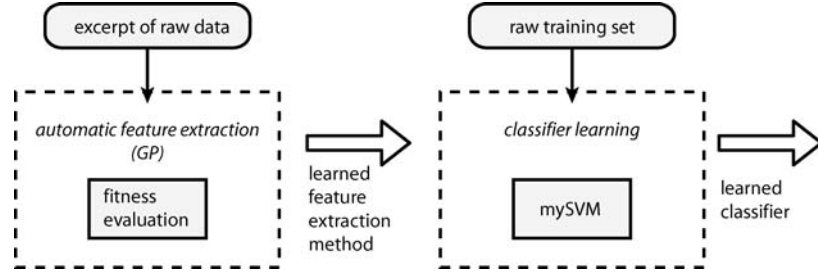 excerpt of raw data
raw training set
automatic feature extraction
(GP)
fitness
evaluation
learned
feature
extraction
method
classifier learning
mySVM
learned
classifier